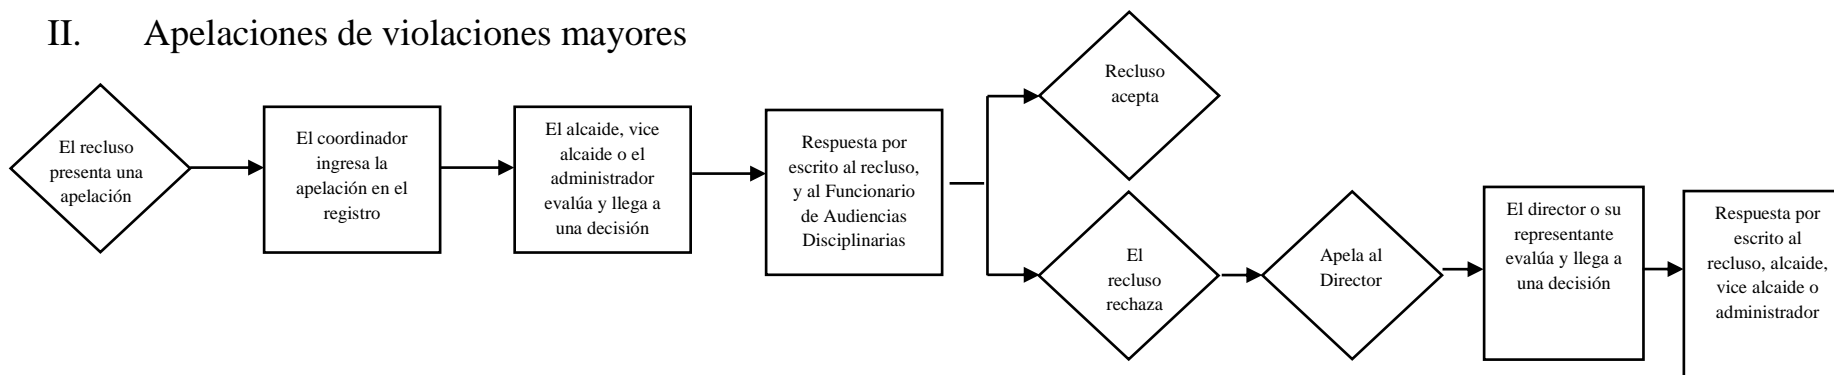 II. Apelaciones de violaciones mayores
El recluso
presenta una
apelación
El coordinador
ingresa la
apelación en el
registro
El alcaide, vice
alcaide o el
administrador
evalúa y llega a
una decisión
Respuesta por
escrito al recluso,
y al Funcionario
de Audiencias
Disciplinarias
Recluso
acepta
El
recluso
rechaza
Apela al
Director
El director o su
representante
evalúa y llega a
una decisión
Respuesta por
escrito al
recluso, alcaide,
vice alcaide o
administrador